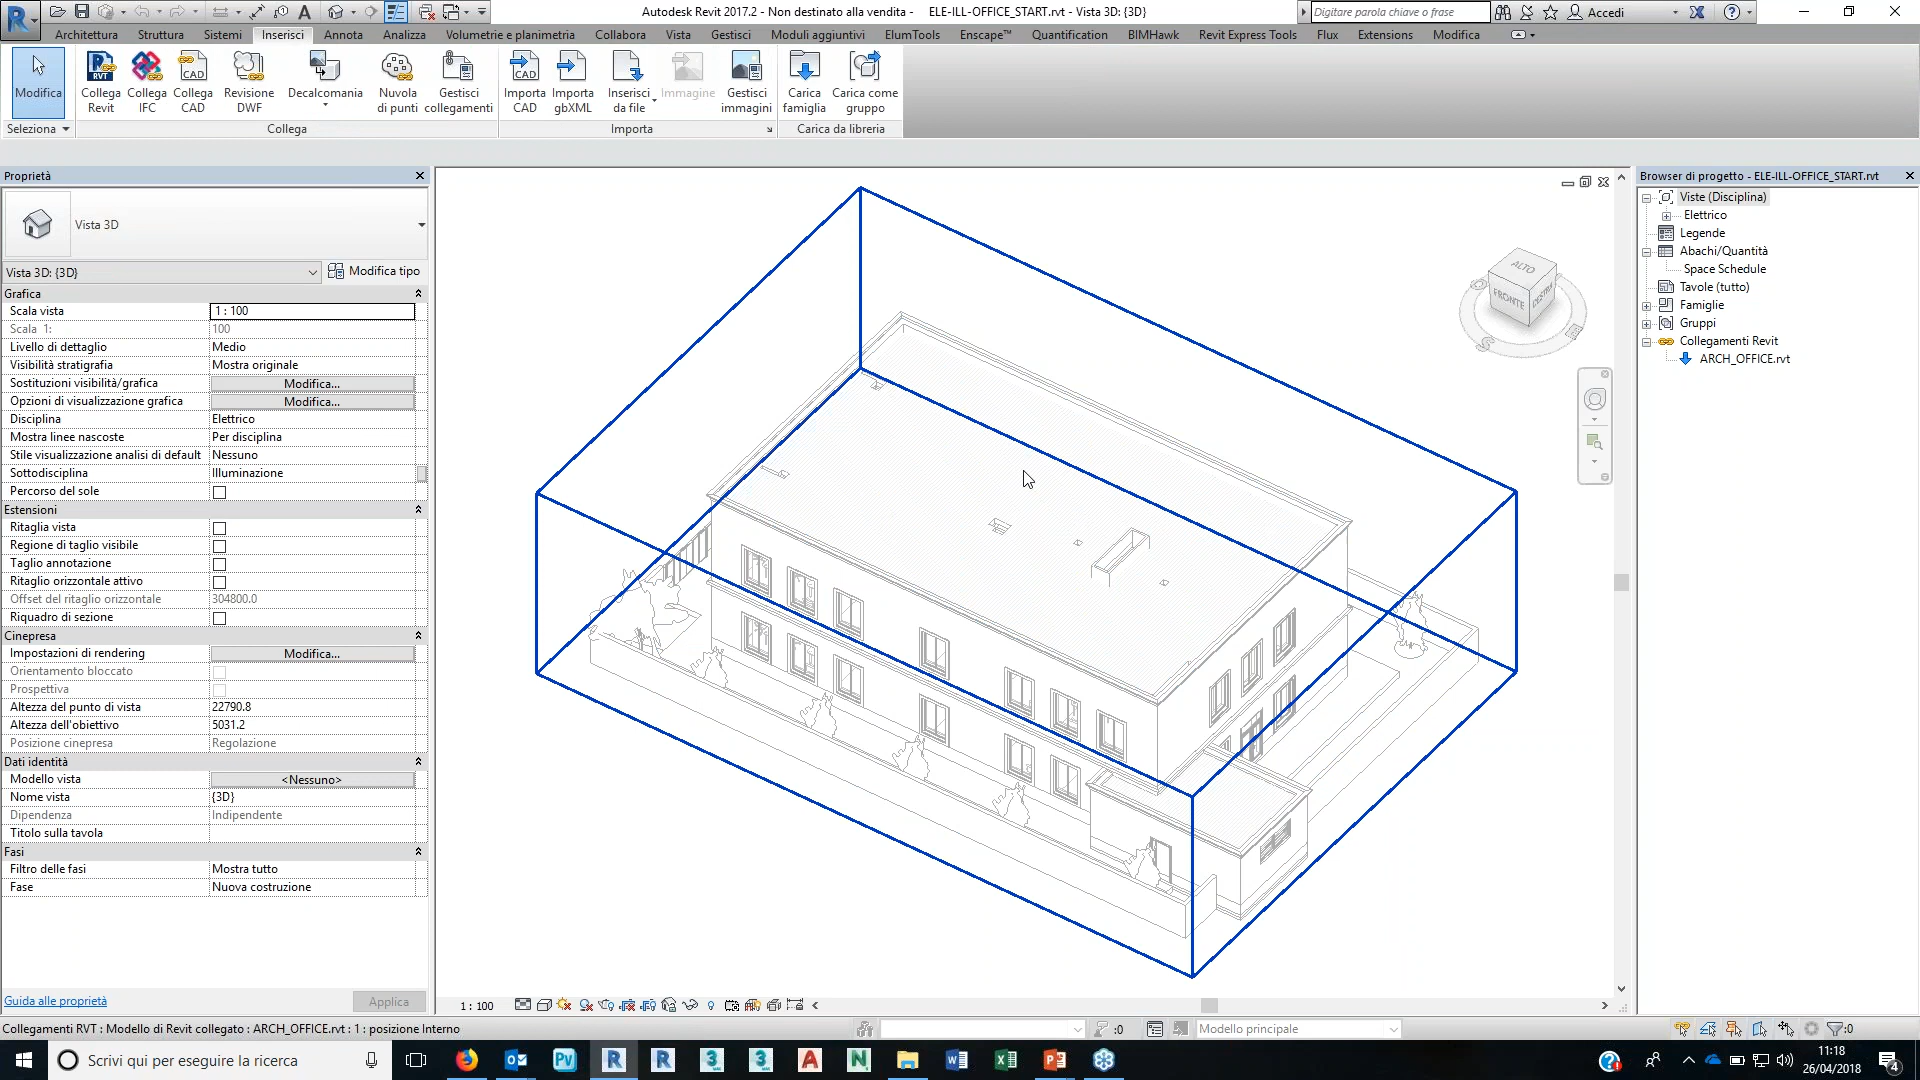 Autodesk Revit 2017.2 - Non destinato alla vendita - ELE-ILL-OFFICE_START.rvt - Vista 3D: {3D}
Digitare parola chiave o frase
Accedi
Architettura Struttura Sistemi Inserisci Annota Analizza Volumetrie e planimetria Collabora Vista Gestisci Moduli aggiuntivi ElumTools Enscape™ Quantification BIMHawk Revit Express Tools Flux Extensions Modifica
Modifica
Collega Revit
Collega IFC
Collega CAD
Revisione DWF
Decalcomania
Nuvola di punti
Gestisci collegamenti
Importa CAD
Importa gbXML
Inserisci da file
Immagine
Gestisci immagini
Carica famiglia
Carica come gruppo
Seleziona
Collega
Importa
Carica da libreria
Proprietà
Vista 3D
Vista 3D: {3D}
Modifica tipo
Grafica
Scala vista 1 : 100
Scala 1: 100
Livello di dettaglio Medio
Visibilità stratigrafia Mostra originale
Sostituzioni visibilità/grafica Modifica...
Opzioni di visualizzazione grafica Modifica...
Disciplina Elettrico
Mostra linee nascoste Per disciplina
Stile visualizzazione analisi di default Nessuno
Sottodisciplina Illuminazione
Percorso del sole
Estensioni
Ritaglia vista
Regione di taglio visibile
Taglio annotazione
Ritaglio orizzontale attivo
Offset del ritaglio orizzontale 304800.0
Riquadro di sezione
Cinepresa
Impostazioni di rendering Modifica...
Orientamento bloccato
Prospettiva
Altezza del punto di vista 22790.8
Altezza dell'obiettivo 5031.2
Posizione cinepresa Regolazione
Dati identità
Modello vista <Nessuno>
Nome vista {3D}
Dipendenza Indipendente
Titolo sulla tavola
Fasi
Filtro delle fasi Mostra tutto
Fase Nuova costruzione
Guida alle proprietà
Applica
ALTO
FRONTE
DESTRA
S
1 : 100
Browser di progetto - ELE-ILL-OFFICE_START.rvt
Viste (Disciplina)
Elettrico
Legende
Abachi/Quantità
Space Schedule
Tavole (tutto)
Famiglie
Gruppi
Collegamenti Revit
ARCH_OFFICE.rvt
Collegamenti RVT : Modello di Revit collegato : ARCH_OFFICE.rvt : 1 : posizione Interno
:0
Modello principale
:0
Scrivi qui per eseguire la ricerca
11:18
26/04/2018
4